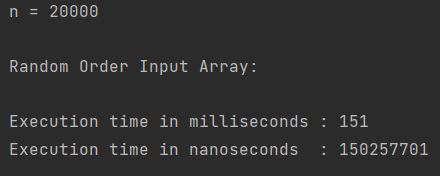 n = 20000
Random Order Input Array:
Execution time in milliseconds : 151
Execution time in nanoseconds  : 150257701